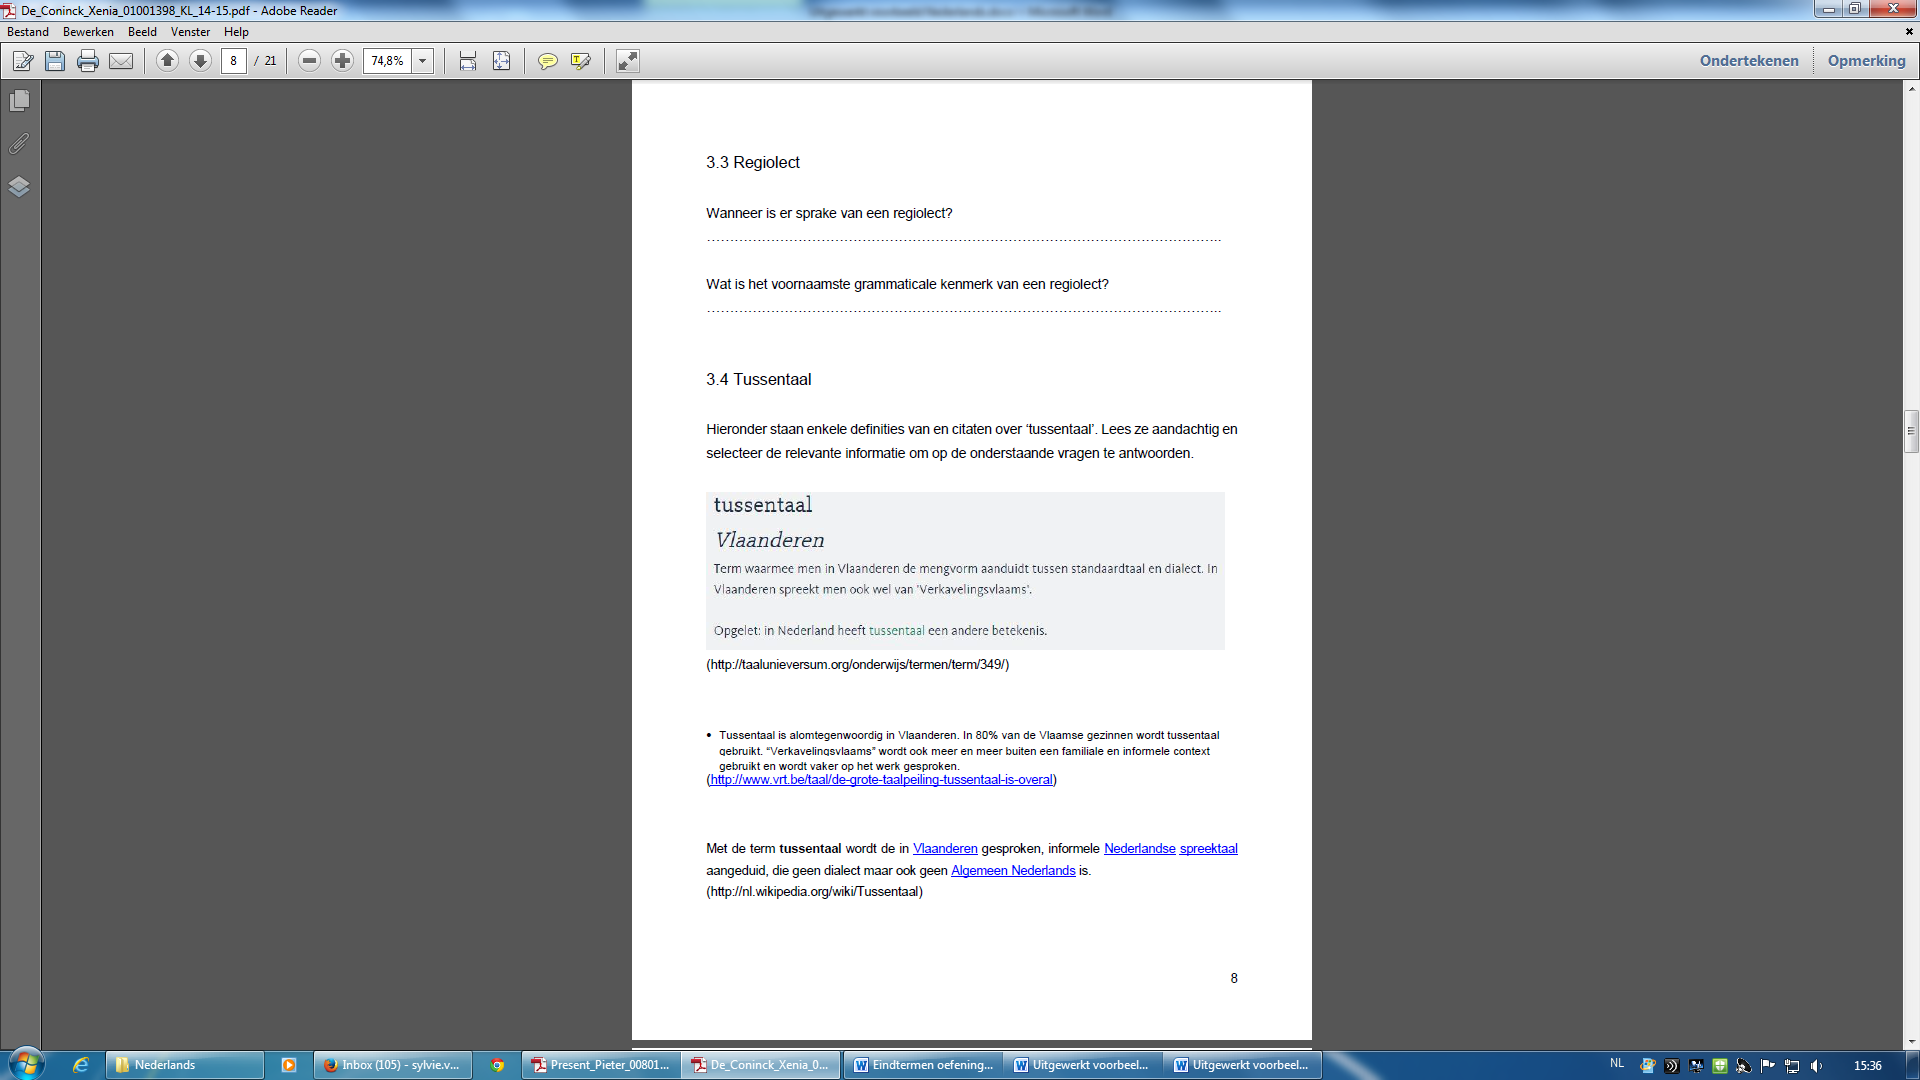 De_Coninck_Xenia_01001398_KL_14-15.pdf - Adobe Reader
Bestand Bewerken Beeld Venster Help
8 / 21 74,8% Ondertekenen Opmerking
3.3 Regiolect
Wanneer is er sprake van een regiolect?
…………………………………………………………………………………………………..
Wat is het voornaamste grammaticale kenmerk van een regiolect?
…………………………………………………………………………………………………..
3.4 Tussentaal
Hieronder staan enkele definities van en citaten over ‘tussentaal’. Lees ze aandachtig en
selecteer de relevante informatie om op de onderstaande vragen te antwoorden.
tussentaal
Vlaanderen
Term waarmee men in Vlaanderen de mengvorm aanduidt tussen standaardtaal en dialect. In
Vlaanderen spreekt men ook wel van 'Verkavelingsvlaams'.
Opgelet: in Nederland heeft tussentaal een andere betekenis.
(http://taalunieversum.org/onderwijs/termen/term/349/)
• Tussentaal is alomtegenwoordig in Vlaanderen. In 80% van de Vlaamse gezinnen wordt tussentaal
gebruikt. “Verkavelingsvlaams” wordt ook meer en meer buiten een familiale en informele context
gebruikt en wordt vaker op het werk gesproken.
(http://www.vrt.be/taal/de-grote-taalpeiling-tussentaal-is-overal)
Met de term tussentaal wordt de in Vlaanderen gesproken, informele Nederlandse spreektaal
aangeduid, die geen dialect maar ook geen Algemeen Nederlands is.
(http://nl.wikipedia.org/wiki/Tussentaal)
8
Nederlands Inbox (105) - sylvie.v... Present_Pieter_00801... De_Coninck_Xenia_0... Eindtermen oefening... Uitgewerkt voorbeel... Uitgewerkt voorbeel... NL 15:36